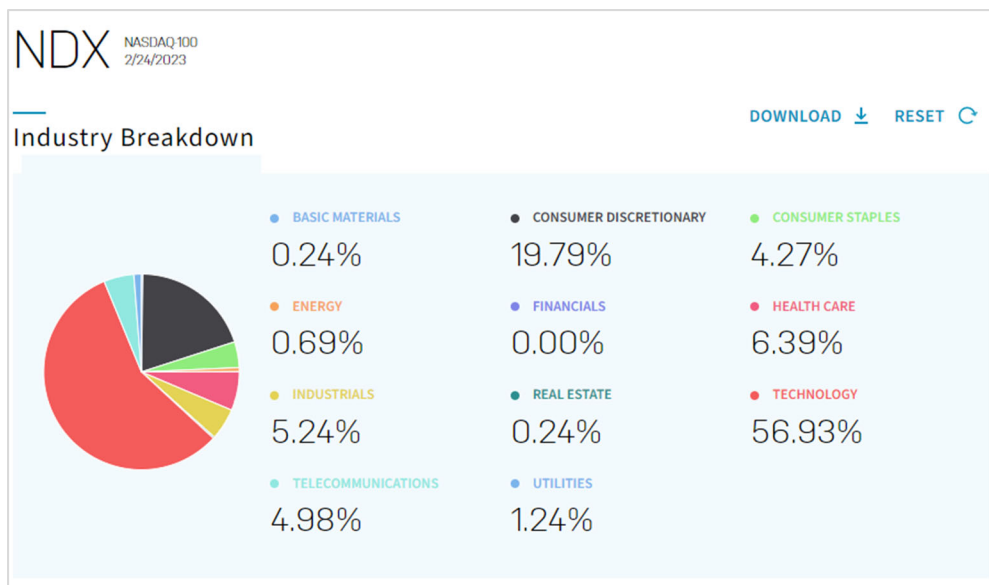 NDX
NASDAQ-100
2/24/2023
DOWNLOAD
RESET
Industry Breakdown
BASIC MATERIALS
0.24%
CONSUMER DISCRETIONARY
19.79%
CONSUMER STAPLES
4.27%
ENERGY
0.69%
FINANCIALS
0.00%
HEALTH CARE
6.39%
INDUSTRIALS
5.24%
REAL ESTATE
0.24%
TECHNOLOGY
56.93%
TELECOMMUNICATIONS
4.98%
UTILITIES
1.24%